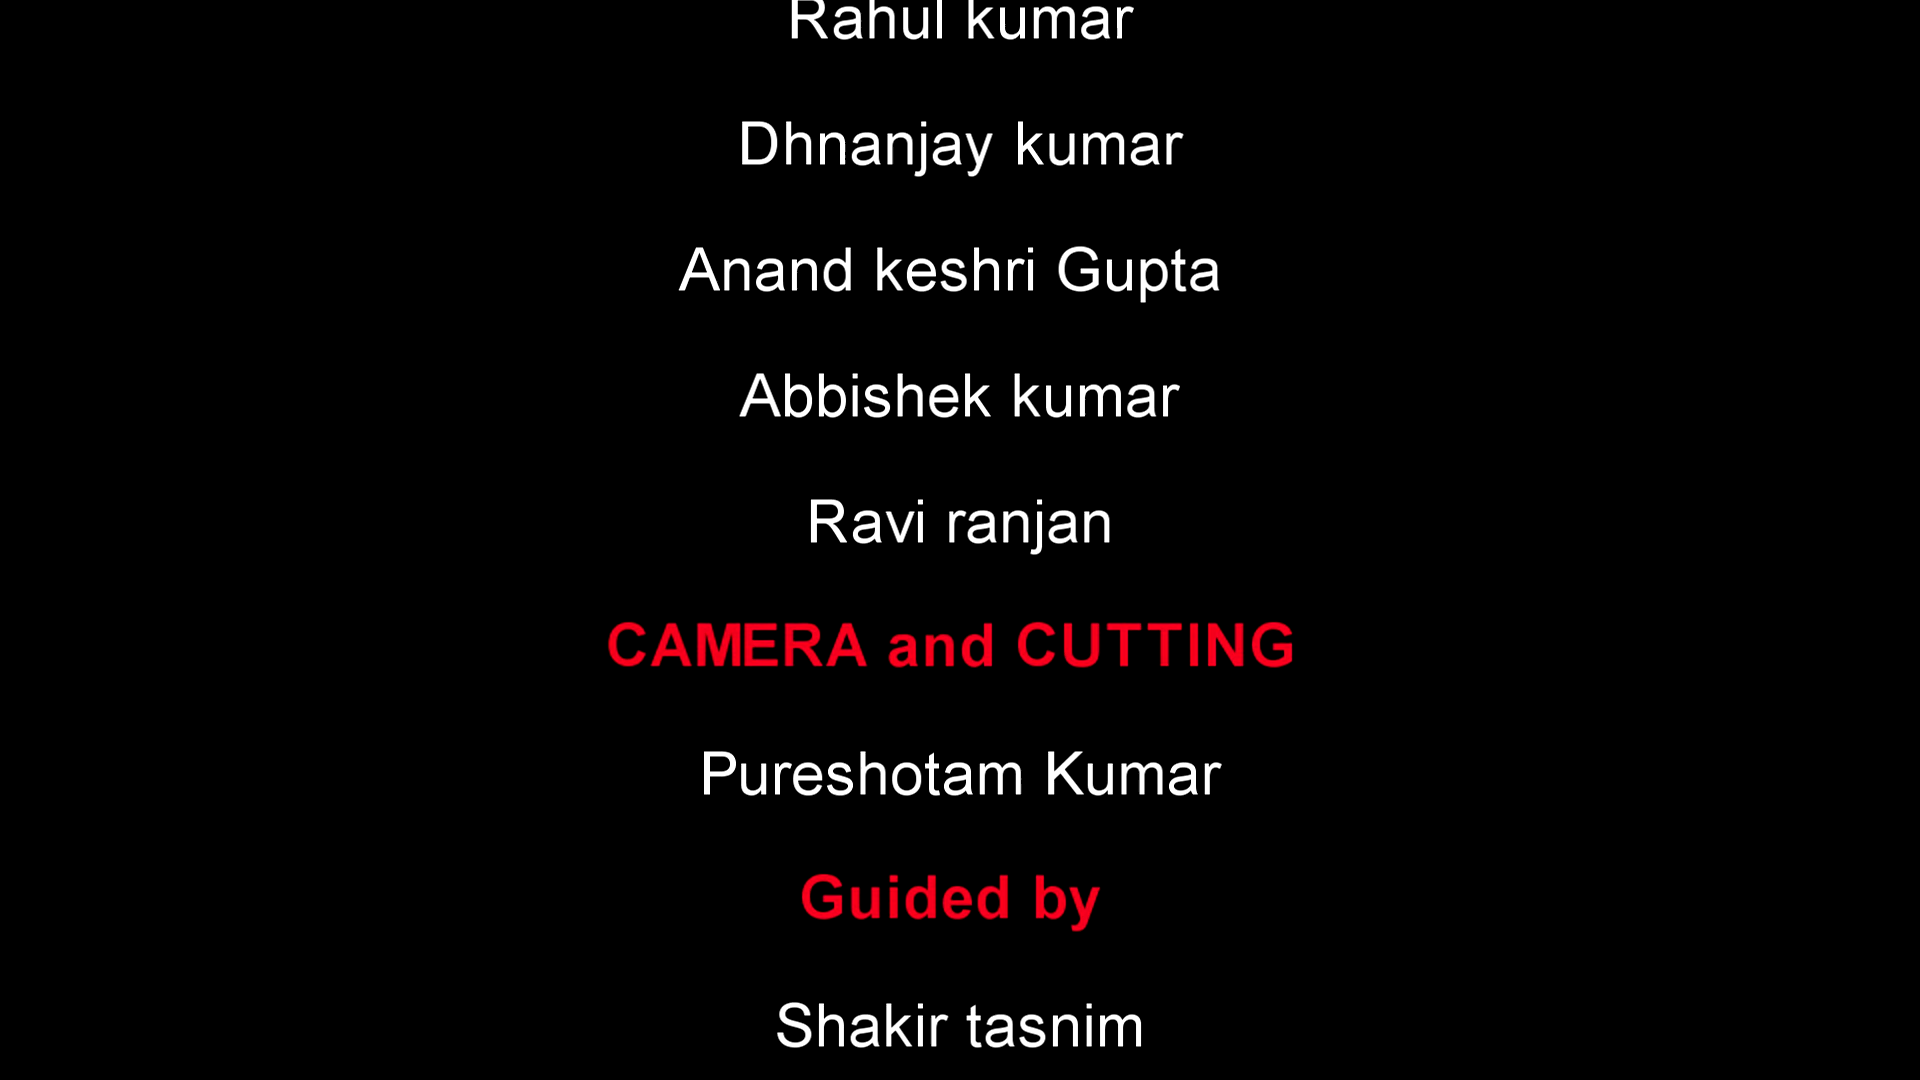 Rahul kumar
Dhnanjay kumar
Anand keshri Gupta
Abbishek kumar
Ravi ranjan
CAMERA and CUTTING
Pureshotam Kumar
Guided by
Shakir tasnim